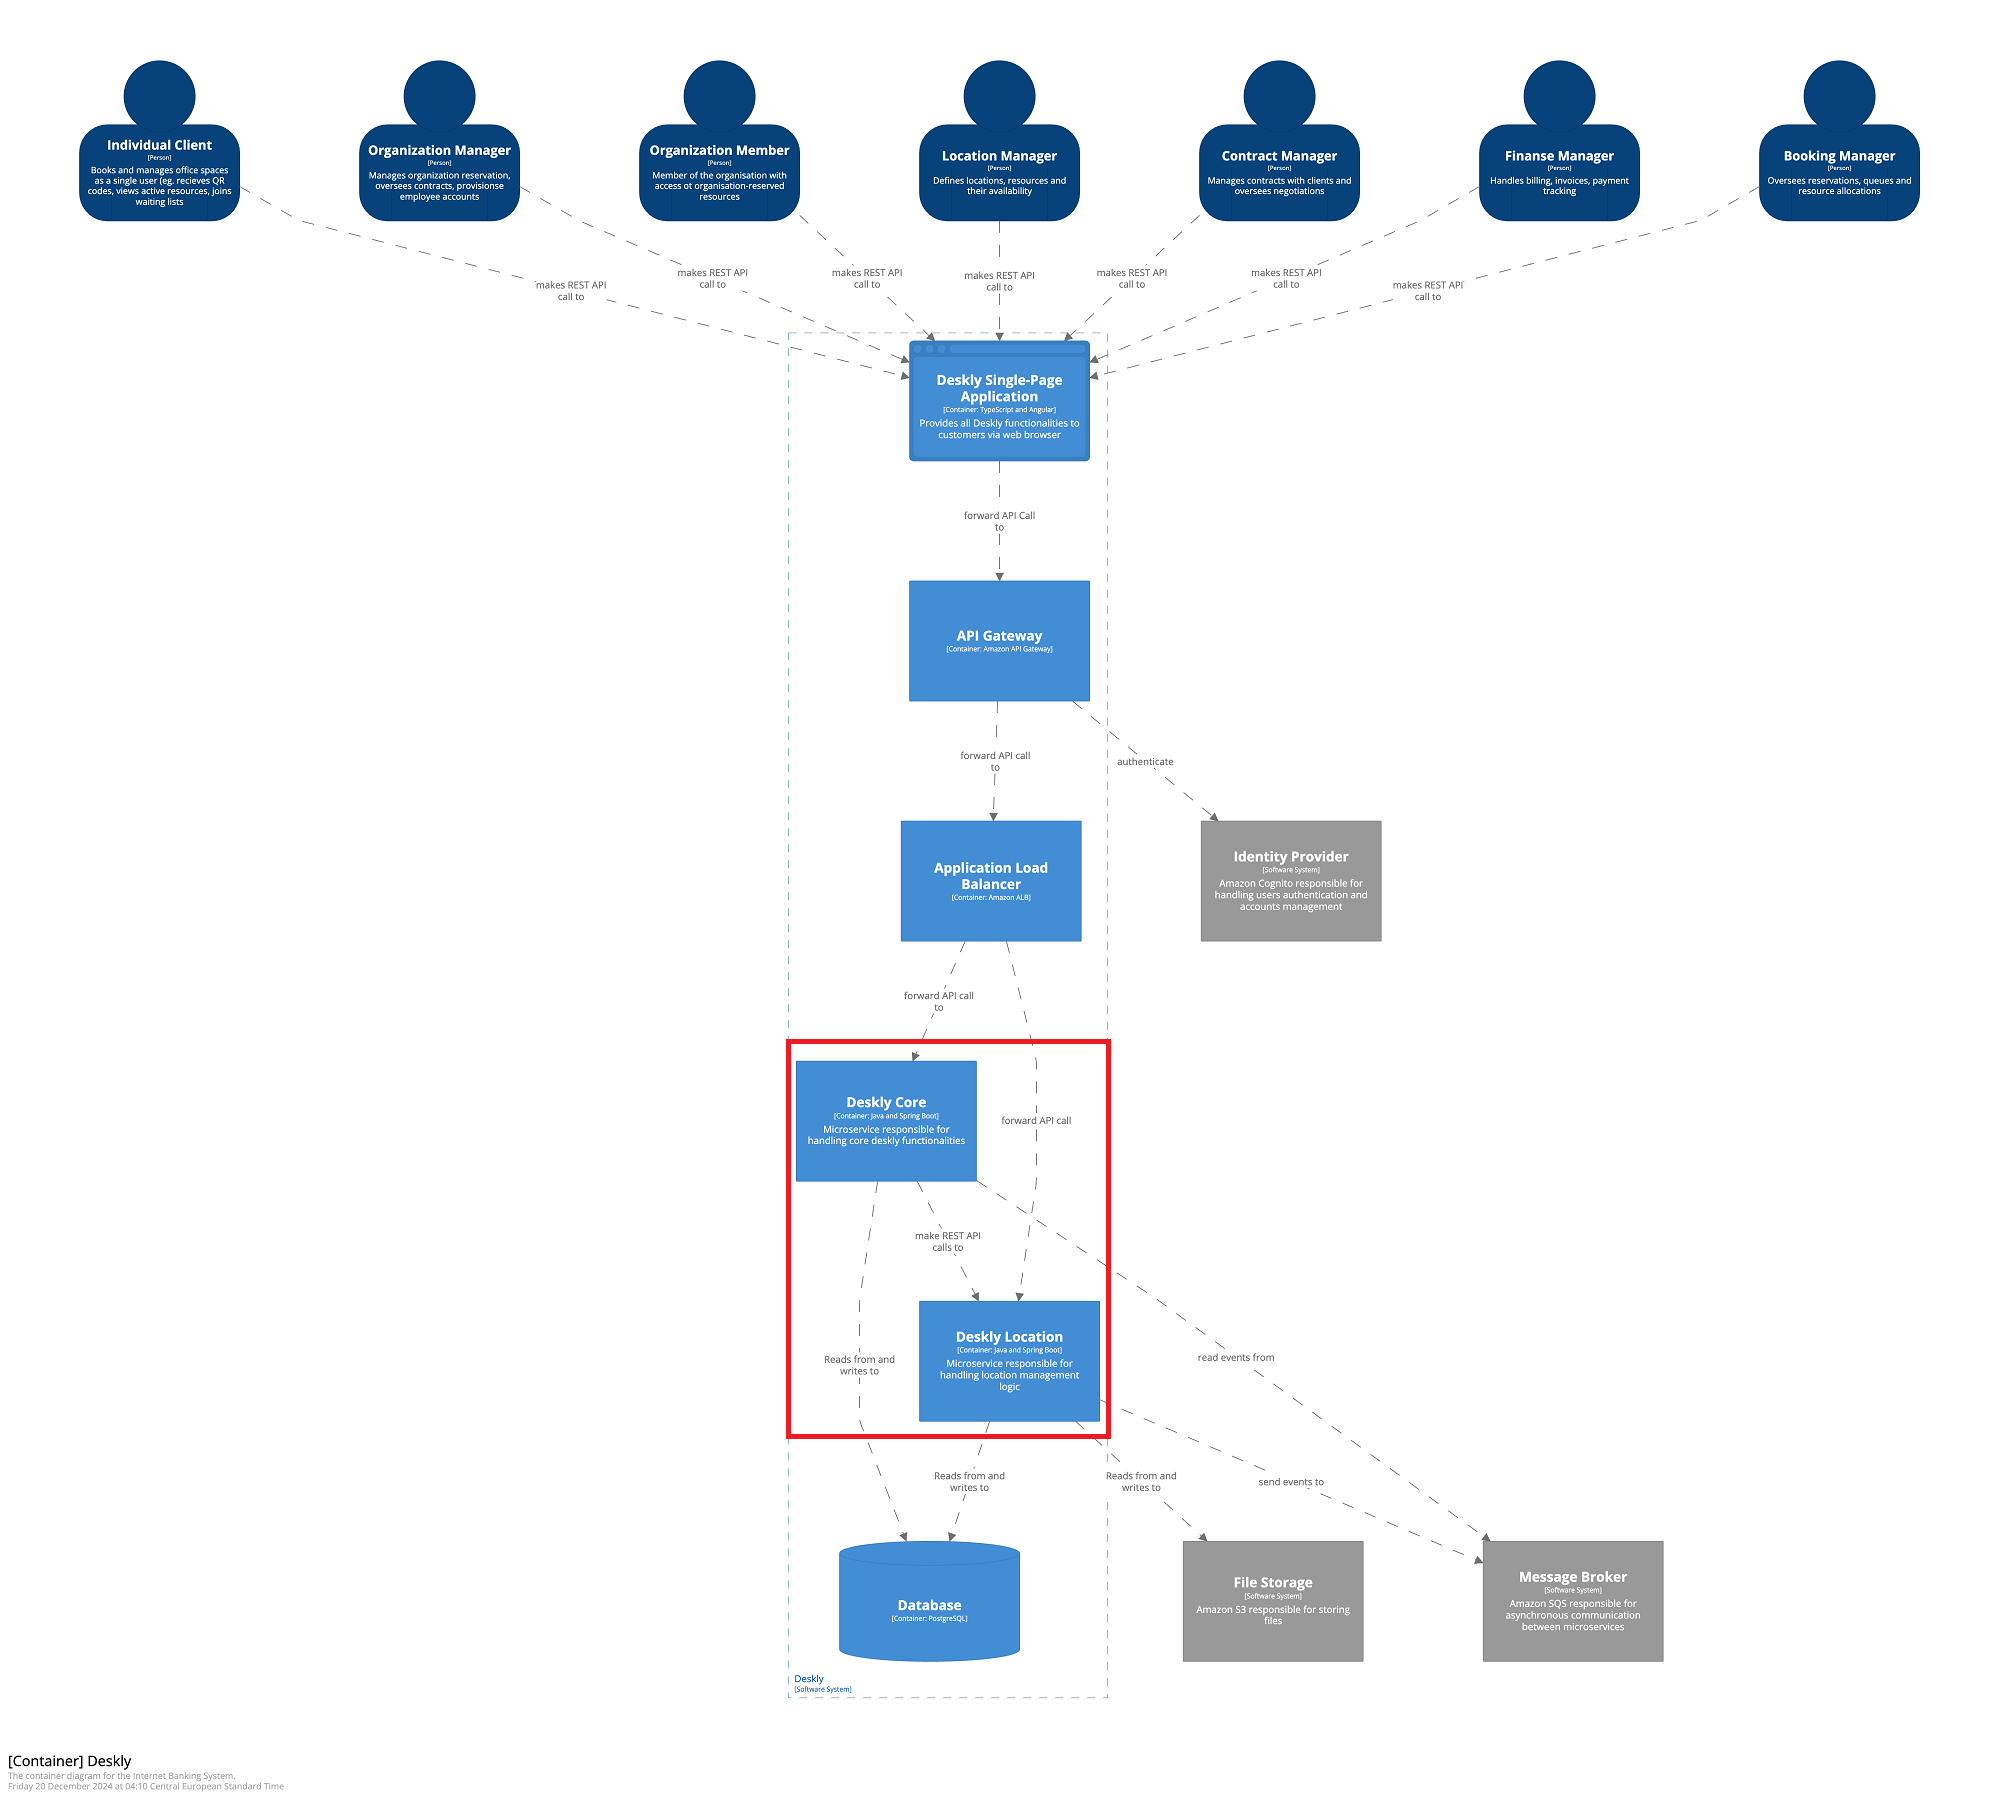 Individual Client
[Person]
Books and manages office spaces
as a single user (eg. recieves QR
codes, views active resources, joins
waiting lists
Organization Manager
[Person]
Manages organization reservation,
oversees contracts, provisionse
employee accounts
Organization Member
[Person]
Member of the organisation with
access ot organisation-reserved
resources
Location Manager
[Person]
Defines locations, resources and
their availability
Contract Manager
[Person]
Manages contracts with clients and
oversees negotiations
Finanse Manager
[Person]
Handles billing, invoices, payment
tracking
Booking Manager
[Person]
Oversees reservations, queues and
resource allocations
makes REST API
call to
makes REST API
call to
makes REST API
call to
makes REST API
call to
makes REST API
call to
makes REST API
call to
makes REST API
call to
Deskly Single-Page
Application
[Container: TypeScript and Angular]
Provides all Deskly functionalities to
customers via web browser
forward API Call
to
API Gateway
[Container: Amazon API Gateway]
forward API call
to
authenticate
Application Load
Balancer
[Container: Amazon ALB]
Identity Provider
[Software System]
Amazon Cognito responsible for
handling users authentication and
accounts management
forward API call
to
Deskly Core
[Container: Java and Spring Boot]
Microservice responsible for
handling core deskly functionalities
forward API call
make REST API
calls to
Deskly Location
[Container: Java and Spring Boot]
Microservice responsible for
handling location management
logic
Reads from and
writes to
read events from
Reads from and
writes to
Reads from and
writes to
send events to
Database
[Container: PostgreSQL]
File Storage
[Software System]
Amazon S3 responsible for storing
files
Message Broker
[Software System]
Amazon SQS responsible for
asynchronous communication
between microservices
Deskly
[Software System]
[Container] Deskly
The container diagram for the Internet Banking System.
Friday 20 December 2024 at 04:10 Central European Standard Time